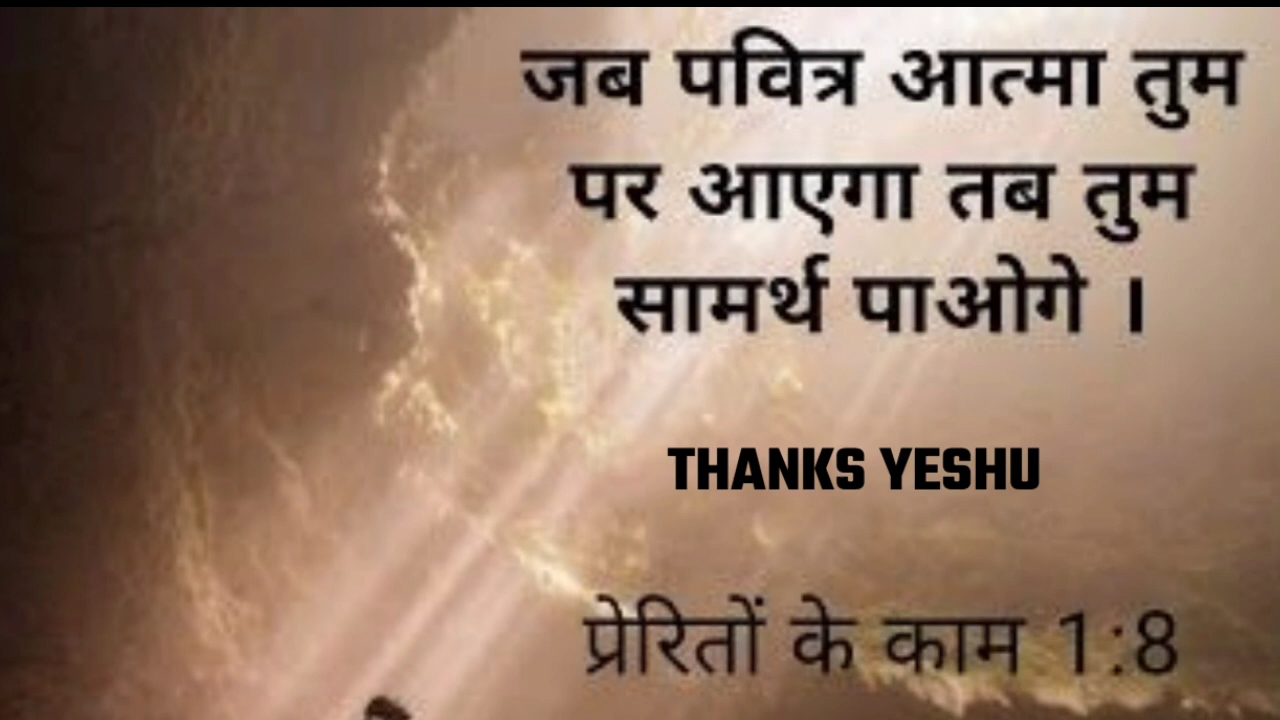 जब पवित्र आत्मा तुम
पर आएगा तब तुम
सामर्थ पाओगे ।
THANKS YESHU
प्रेरितों के काम 1:8